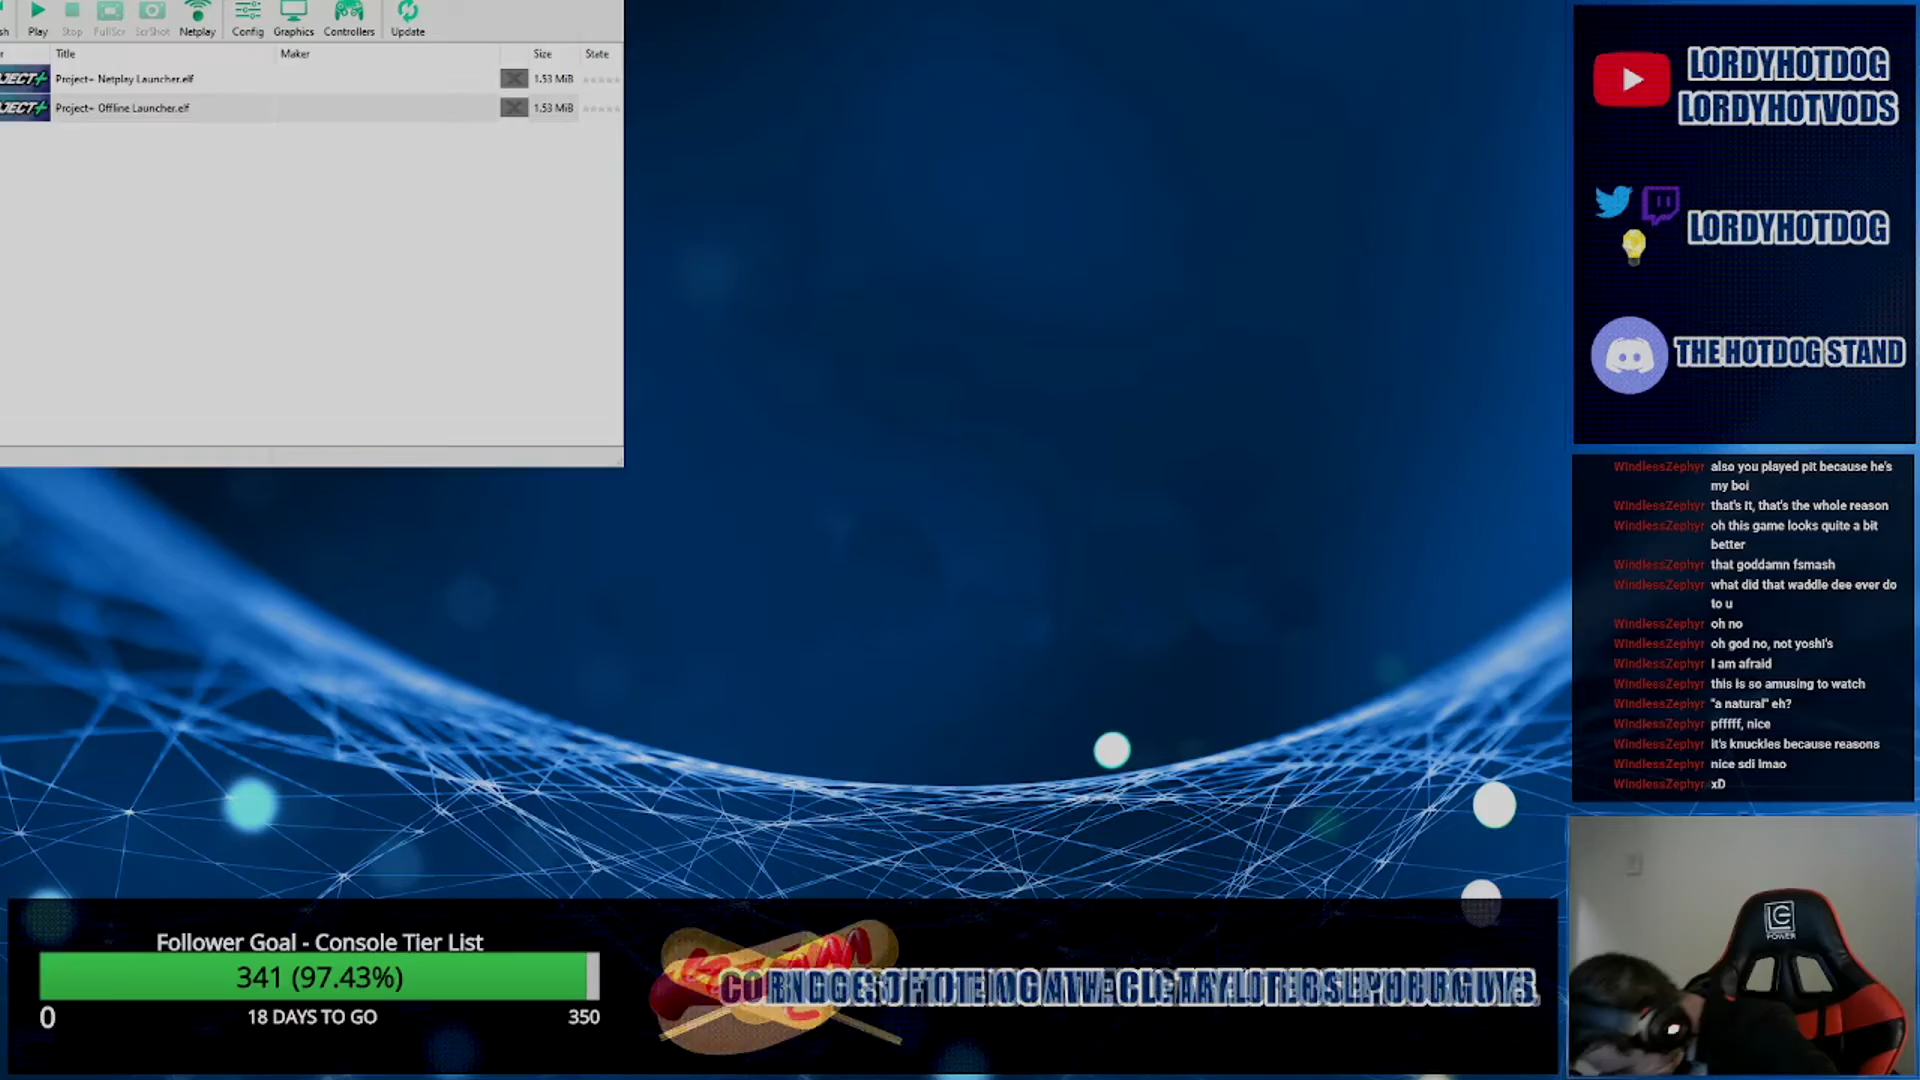 Play Stop FullScr ScrShot Netplay Config Graphics Controllers Update
Title Maker Size State
Project+ Netplay Launcher.elf 1.53 MiB
Project+ Offline Launcher.elf 1.53 MiB
LORDYHOTDOG
LORDYHOTVODS
LORDYHOTDOG
THE HOTDOG STAND
WindlessZephyr also you played pit because he's
my boi
WindlessZephyr that's it, that's the whole reason
WindlessZephyr oh this game looks quite a bit
better
WindlessZephyr that goddamn fsmash
WindlessZephyr what did that waddle dee ever do
to u
WindlessZephyr oh no
WindlessZephyr oh god no, not yoshi's
WindlessZephyr I am afraid
WindlessZephyr this is so amusing to watch
WindlessZephyr "a natural" eh?
WindlessZephyr pfffff, nice
WindlessZephyr it's knuckles because reasons
WindlessZephyr nice sdi lmao
WindlessZephyr xD
POWER
Follower Goal - Console Tier List
341 (97.43%)
0 18 DAYS TO GO 350